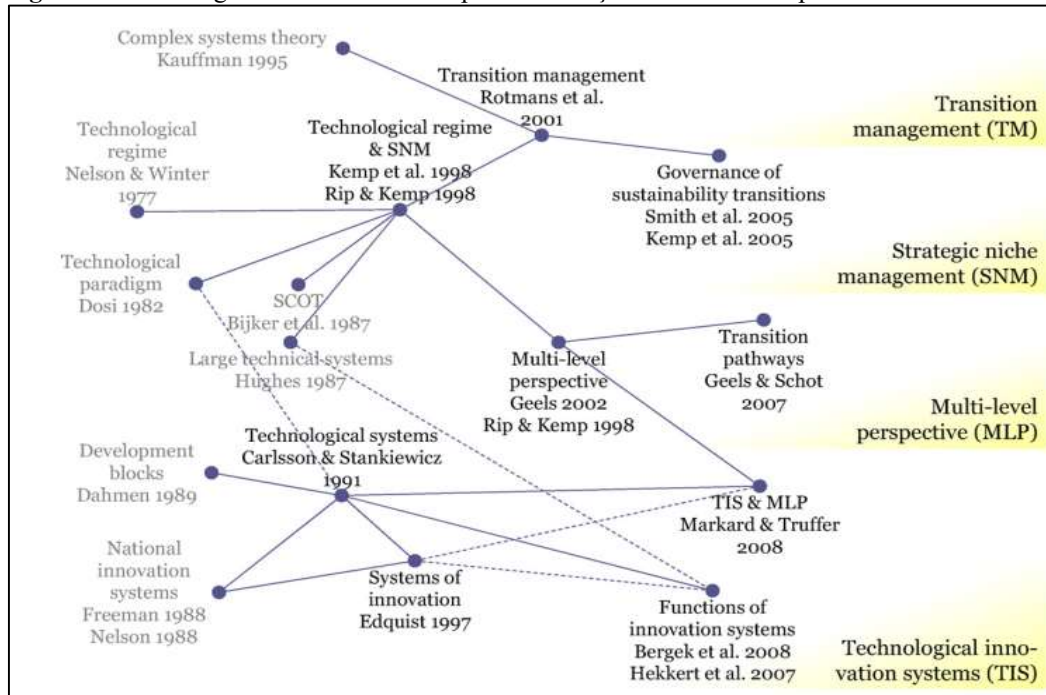 Complex systems theory
Kauffman 1995
Transition management
Rotmans et al.
2001
Transition
management (TM)
Technological
regime
Nelson & Winter
1977
Technological regime
& SNM
Kemp et al. 1998
Rip & Kemp 1998
Governance of
sustainability transitions
Smith et al. 2005
Kemp et al. 2005
Strategic niche
management (SNM)
Technological
paradigm
Dosi 1982
SCOT
Bijker et al. 1987
Large technical systems
Hughes 1987
Multi-level
perspective
Geels 2002
Rip & Kemp 1998
Transition
pathways
Geels & Schot
2007
Multi-level
perspective (MLP)
Development
blocks
Dahmen 1989
Technological systems
Carlsson & Stankiewicz
1991
TIS & MLP
Markard & Truffer
2008
National
innovation
systems
Freeman 1988
Nelson 1988
Systems of
innovation
Edquist 1997
Functions of
innovation systems
Bergek et al. 2008
Hekkert et al. 2007
Technological inno-
vation systems (TIS)